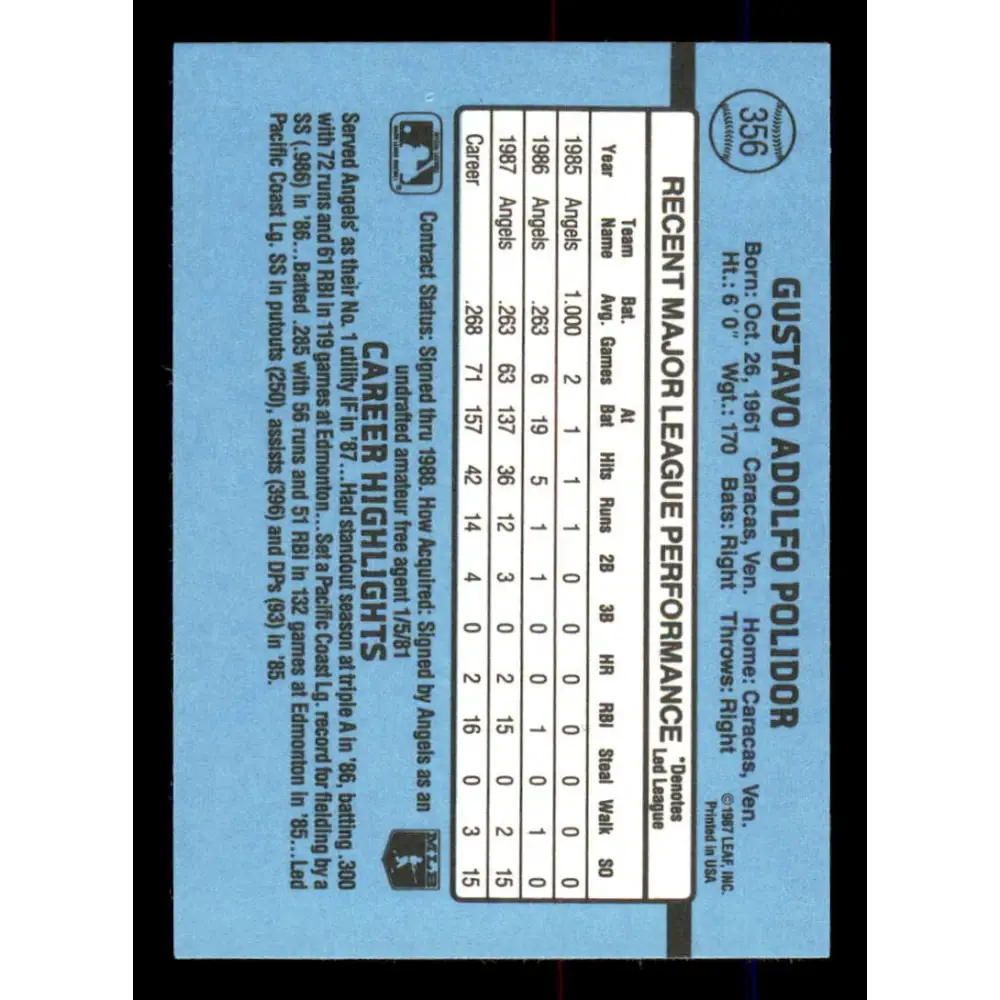 356
GUSTAVO ADOLFO POLIDOR
Born: Oct. 26, 1961 Caracas, Ven. Home: Caracas, Ven.
Ht.: 6'0" Wgt.: 170 Bats: Right Throws: Right
©1987 LEAF, INC.
Printed in USA
RECENT MAJOR LEAGUE PERFORMANCE
*Denotes
Led League
Year Team Name Bat. Avg. Games At Bat Hits Runs 2B 3B HR RBI Steal Walk SO
1985 Angels 1.000 2 1 1 1 0 0 0 0 0 0 0
1986 Angels .263 6 19 5 1 1 0 0 1 0 1 0
1987 Angels .263 63 137 36 12 3 0 2 15 0 2 15
Career .268 71 157 42 14 4 0 2 16 0 3 15
Contract Status: Signed thru 1988. How Acquired: Signed by Angels as an
undrafted amateur free agent 1/5/81
MLB
CAREER HIGHLIGHTS
Served Angels' as their No. 1 utility IF in '87...Had standout season at triple A in '86, batting .300
with 72 runs and 61 RBI in 119 games at Edmonton...Set a Pacific Coast Lg. record for fielding by a
SS (.986) in '86...Batted .285 with 56 runs and 51 RBI in 132 games at Edmonton in '85...Led
Pacific Coast Lg. SS in putouts (250), assists (396) and DPs (93) in '85.